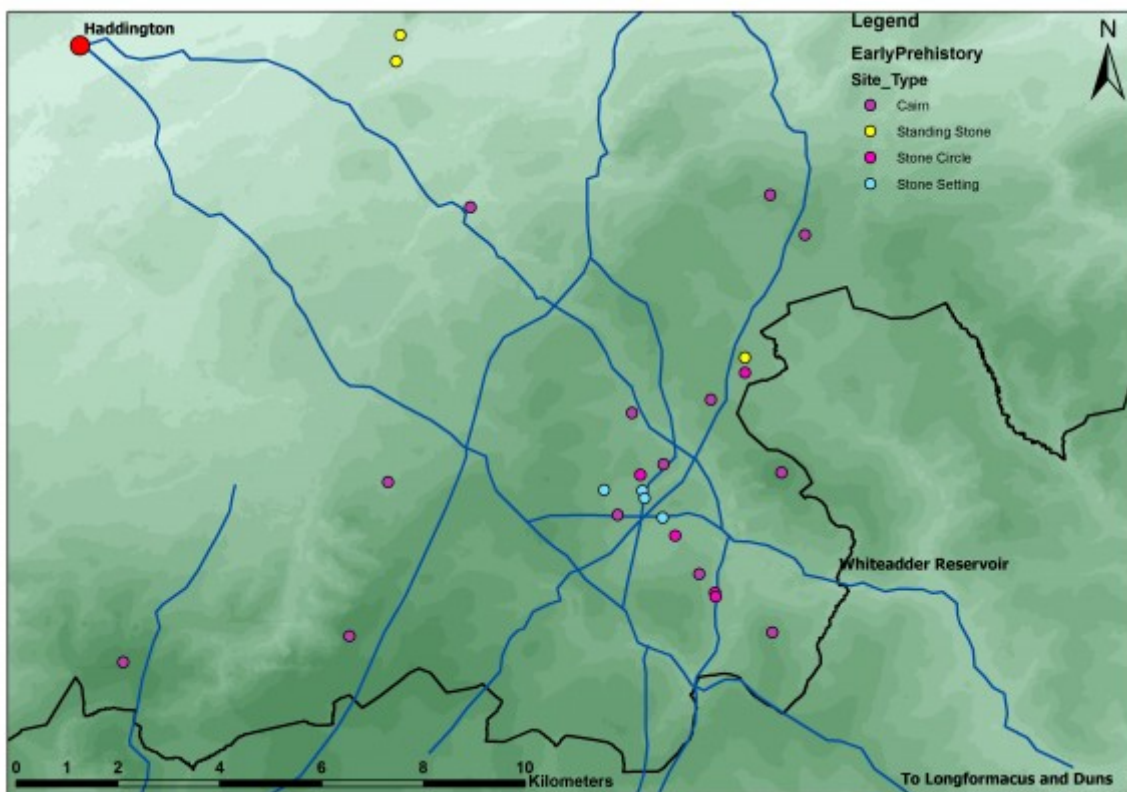 Haddington
Legend
N
EarlyPrehistory
Site_Type
Cairn
Standing Stone
Stone Circle
Stone Setting
Whiteadder Reservoir
0 1 2 4 6 8 10
Kilometers
To Longformacus and Duns